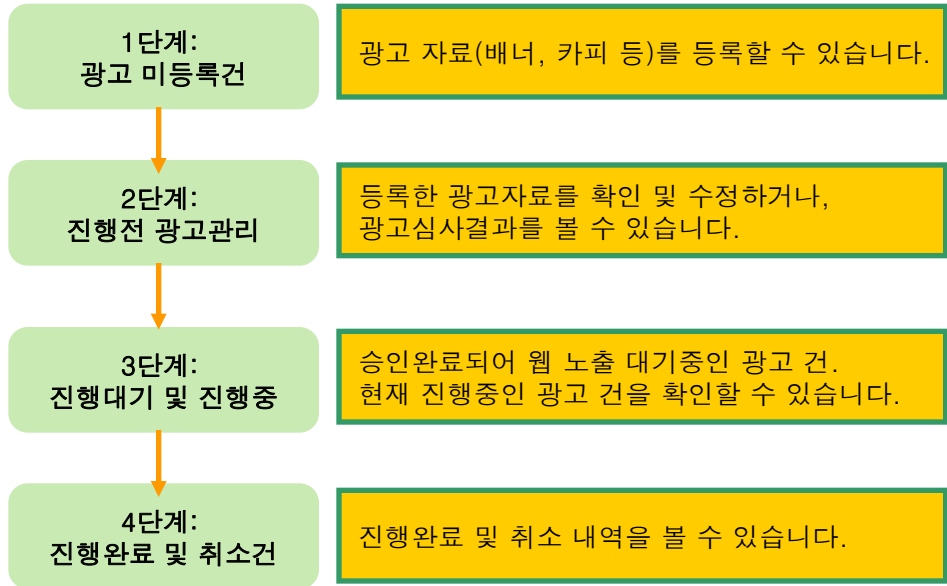 1단계:
광고 미등록건
광고 자료(배너, 카피 등)를 등록할 수 있습니다.
2단계:
진행전 광고관리
등록한 광고자료를 확인 및 수정하거나,
광고심사결과를 볼 수 있습니다.
3단계:
진행대기 및 진행중
승인완료되어 웹 노출 대기중인 광고 건.
현재 진행중인 광고 건을 확인할 수 있습니다.
4단계:
진행완료 및 취소건
진행완료 및 취소 내역을 볼 수 있습니다.